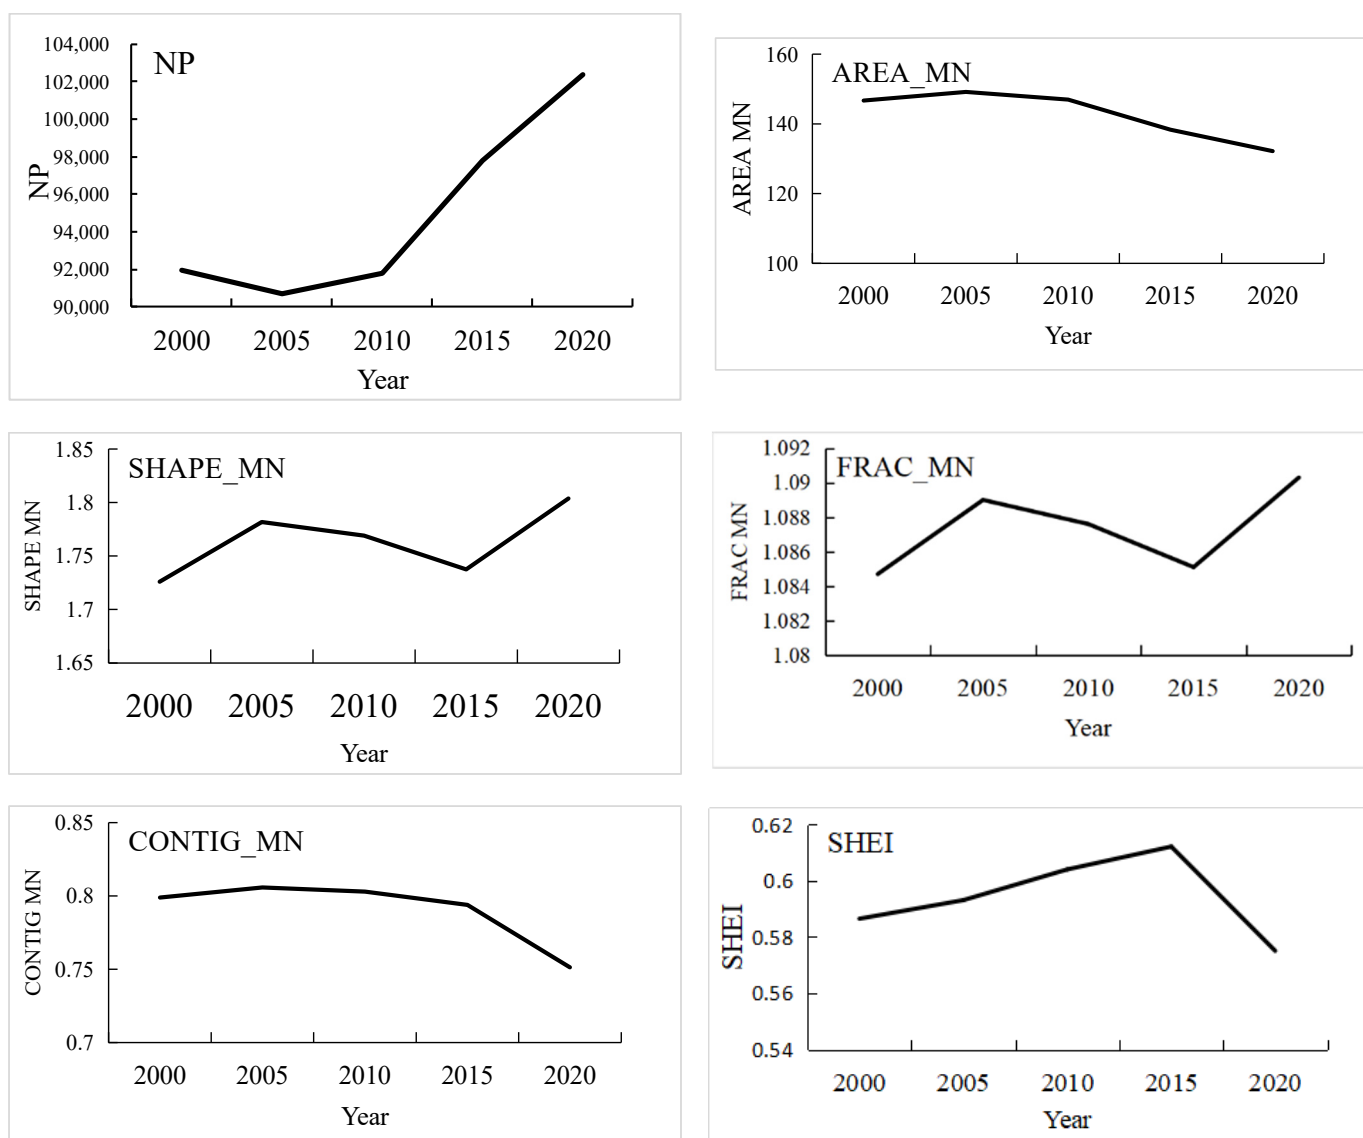 NP
NP
104,000
102,000
100,000
98,000
96,000
94,000
92,000
90,000
2000 2005 2010 2015 2020
Year
AREA_MN
AREA MN
160
140
120
100
2000 2005 2010 2015 2020
Year
SHAPE_MN
SHAPE MN
1.85
1.8
1.75
1.7
1.65
2000 2005 2010 2015 2020
Year
FRAC_MN
FRAC MN
1.092
1.09
1.088
1.086
1.084
1.082
1.08
2000 2005 2010 2015 2020
Year
CONTIG_MN
CONTIG MN
0.85
0.8
0.75
0.7
2000 2005 2010 2015 2020
Year
SHEI
SHEI
0.62
0.6
0.58
0.56
0.54
2000 2005 2010 2015 2020
Year